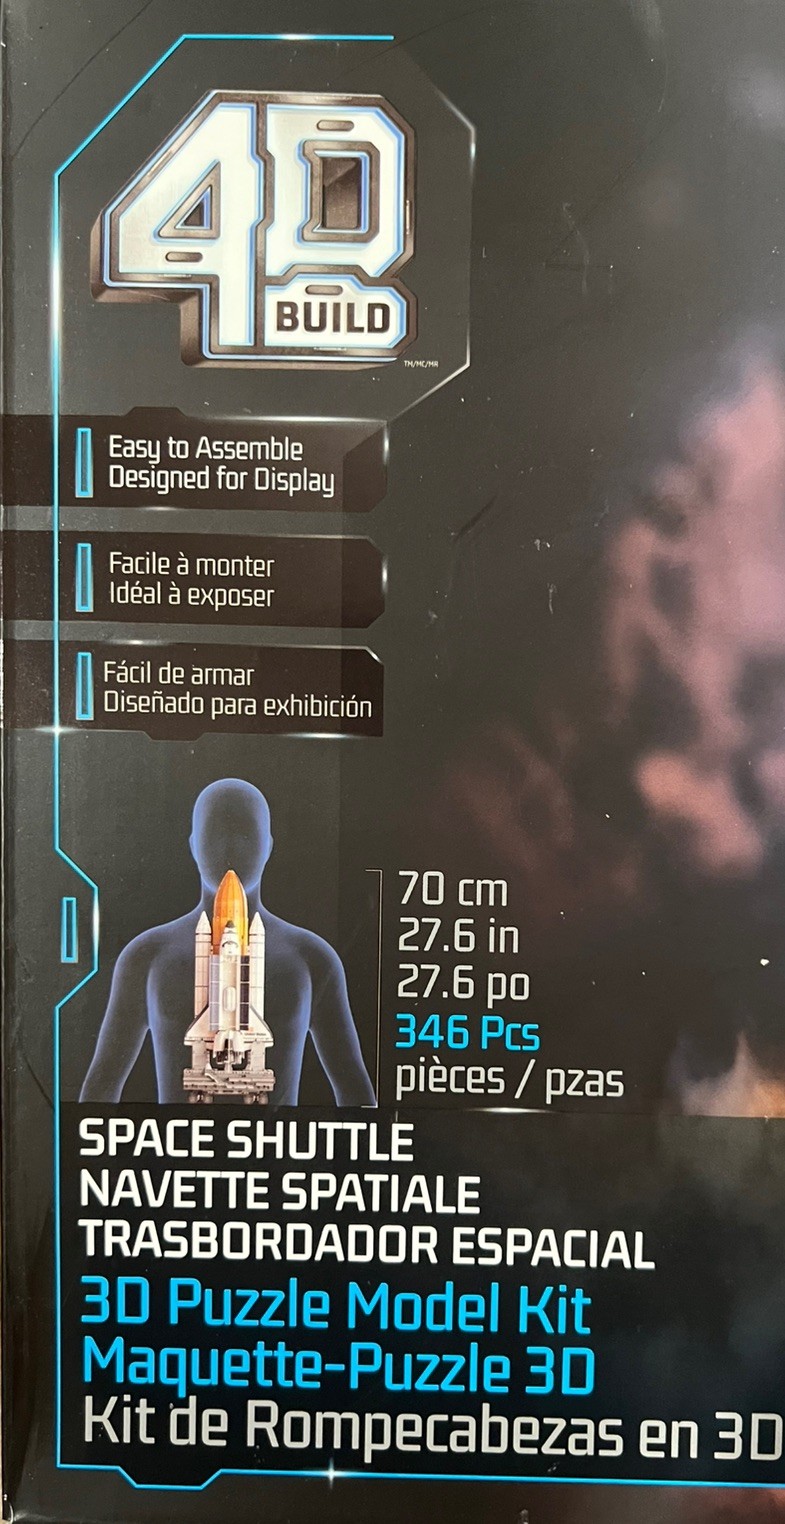 4D
BUILD
TM/MC/MR
Easy to Assemble
Designed for Display
Facile à monter
Idéal à exposer
Fácil de armar
Diseñado para exhibición
70 cm
27.6 in
27.6 po
346 Pcs
pièces / pzas
SPACE SHUTTLE
NAVETTE SPATIALE
TRASBORDADOR ESPACIAL
3D Puzzle Model Kit
Maquette-Puzzle 3D
Kit de Rompecabezas en 3D